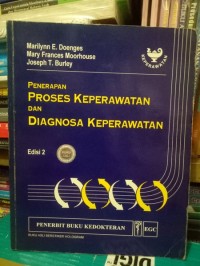 Marilynn E. Doenges
Mary Frances Moorhouse
Joseph T. Burley
KEPERAWATAN
PENERAPAN
PROSES KEPERAWATAN
DAN
DIAGNOSA KEPERAWATAN
Edisi 2
PENERBIT BUKU KEDOKTERAN
EGC